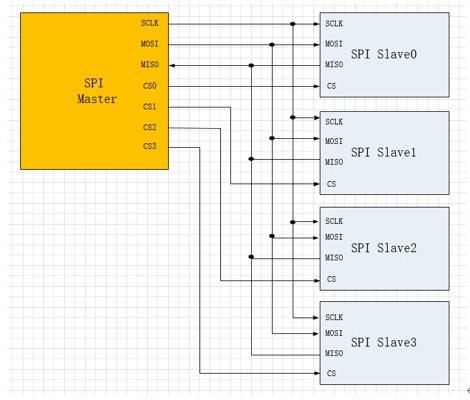 SPI
Master
SCLK
MOSI
MISO
CS0
CS1
CS2
CS3
SCLK
MOSI
MISO
CS
SPI Slave0
SCLK
MOSI
MISO
CS
SPI Slave1
SCLK
MOSI
MISO
CS
SPI Slave2
SCLK
MOSI
MISO
CS
SPI Slave3